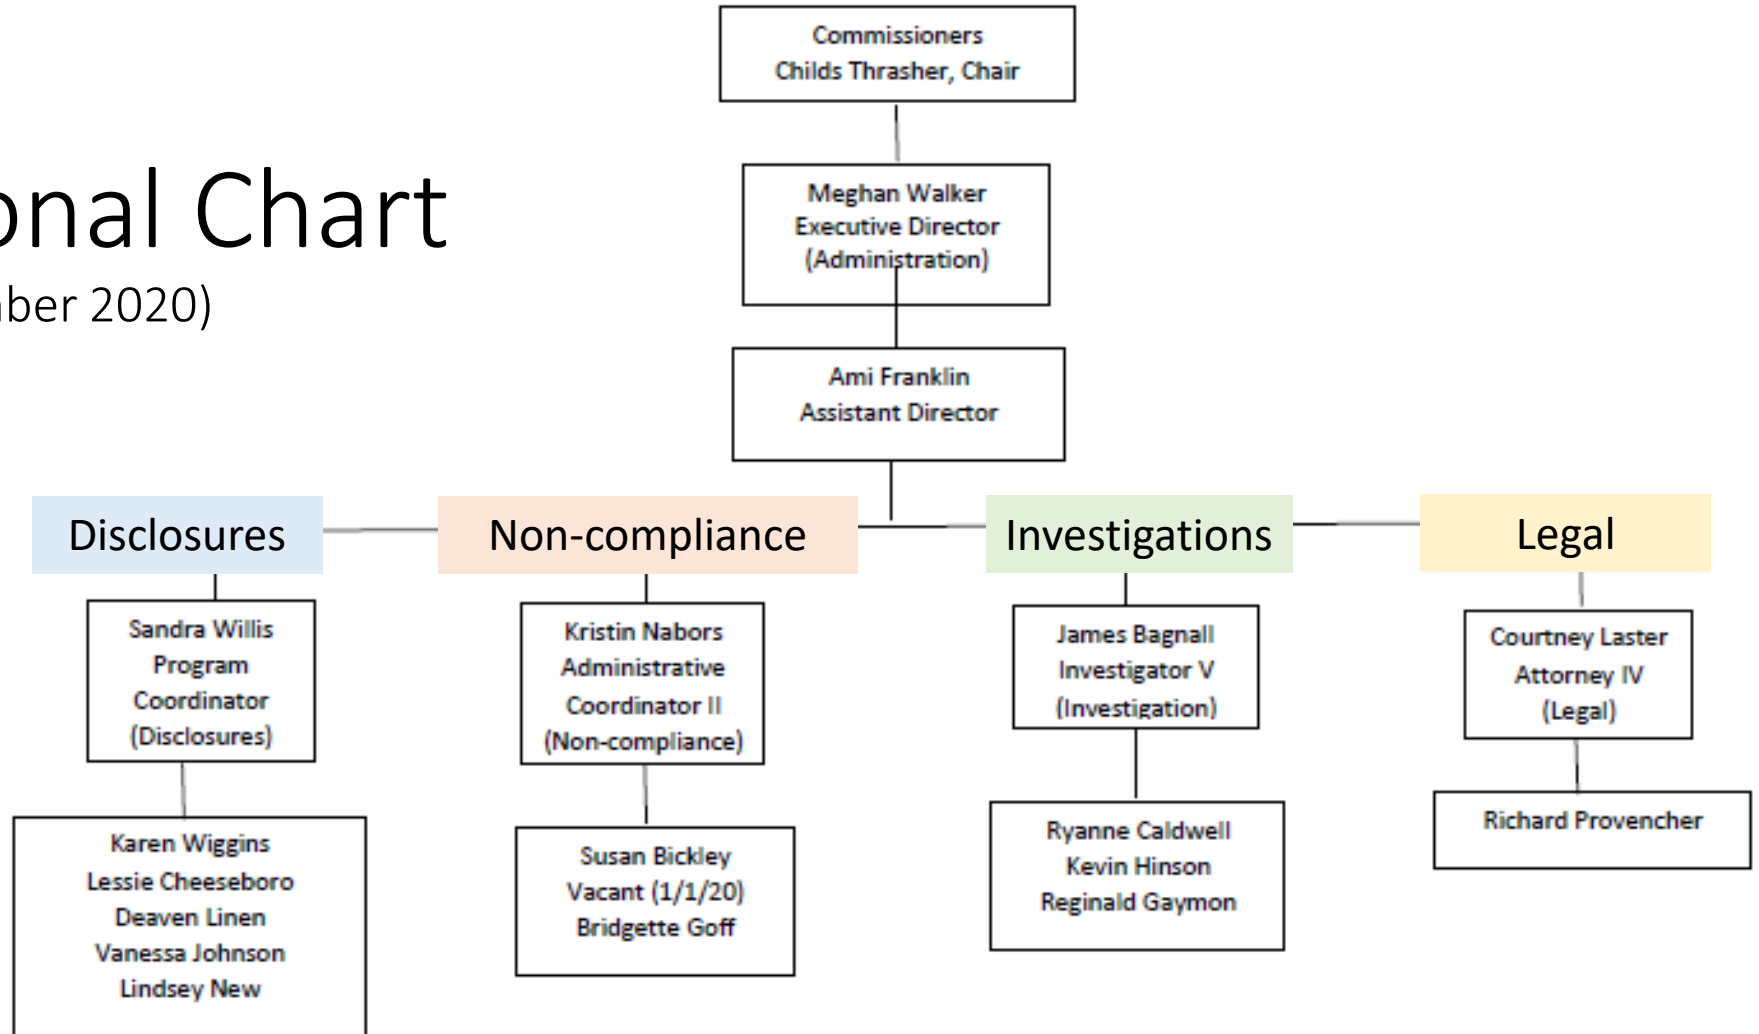 Commissioners
Childs Thrasher, Chair
onal Chart
ber 2020)
Meghan Walker
Executive Director
(Administration)
Ami Franklin
Assistant Director
Disclosures
Non-compliance
Investigations
Legal
Sandra Willis
Program
Coordinator
(Disclosures)
Kristin Nabors
Administrative
Coordinator II
(Non-compliance)
James Bagnall
Investigator V
(Investigation)
Courtney Laster
Attorney IV
(Legal)
Karen Wiggins
Lessie Cheeseboro
Deaven Linen
Vanessa Johnson
Lindsey New
Susan Bickley
Vacant (1/1/20)
Bridgette Goff
Ryanne Caldwell
Kevin Hinson
Reginald Gaymon
Richard Provencher